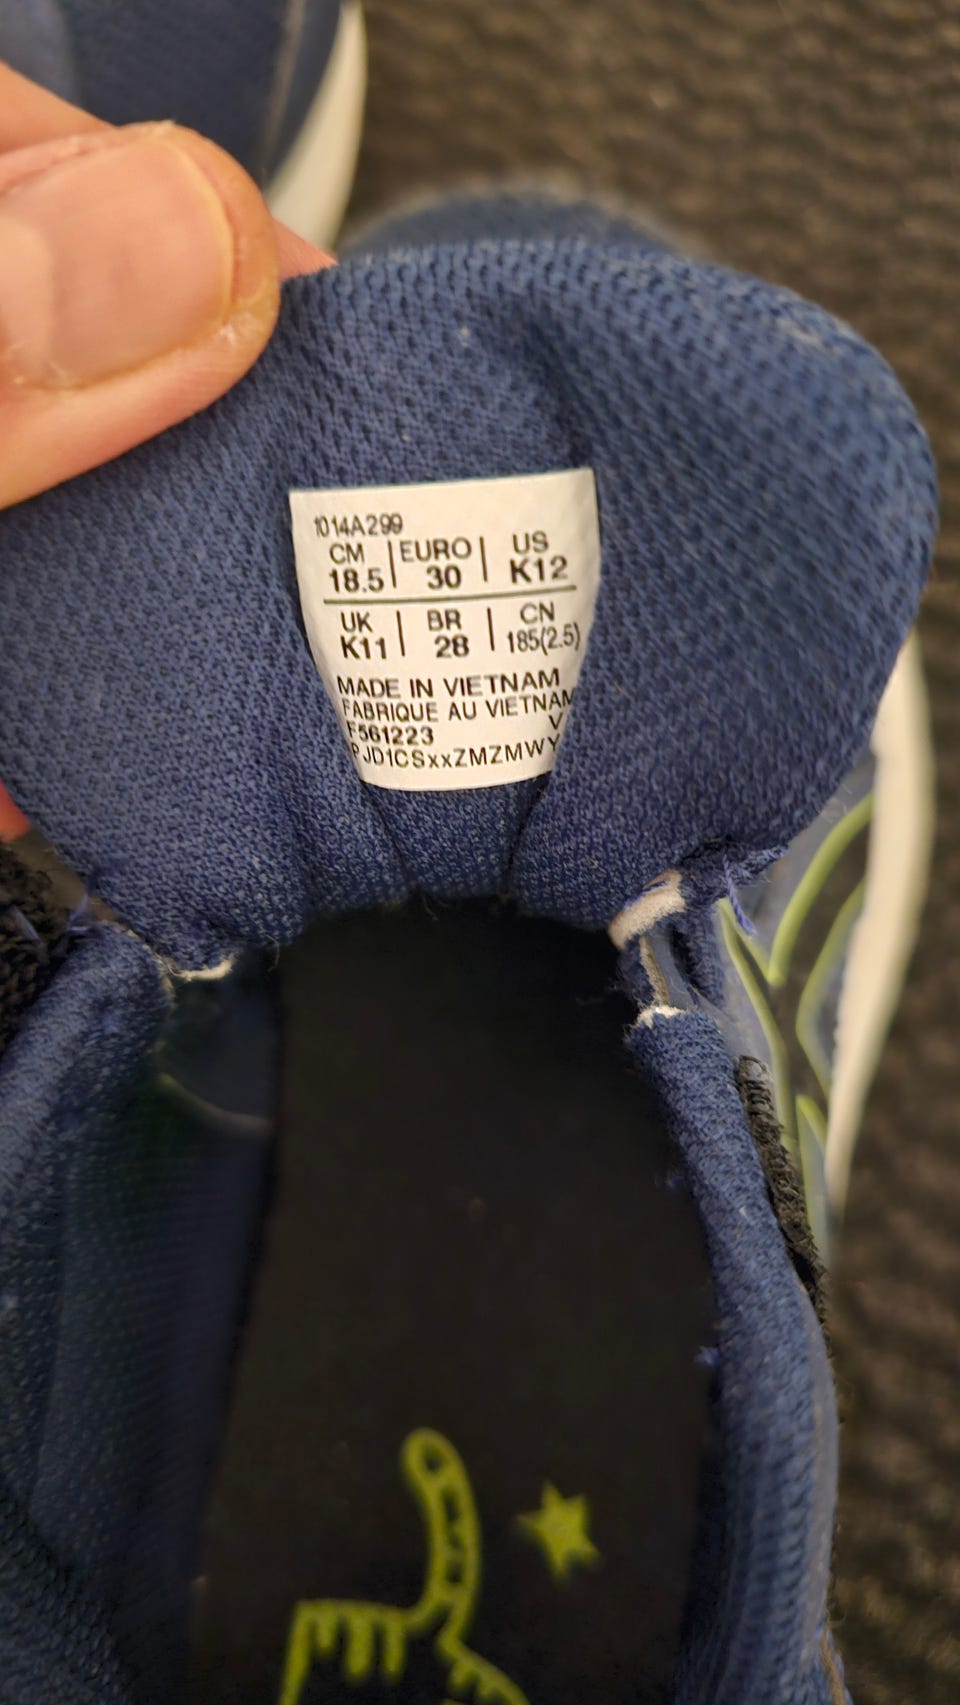 1014A299
CM | EURO | US
18.5 | 30 | K12
UK | BR | CN
K11 | 28 | 185(2.5)
MADE IN VIETNAM
FABRIQUE AU VIETNAM
F561223 V
PJD1CSxxZMZMWY